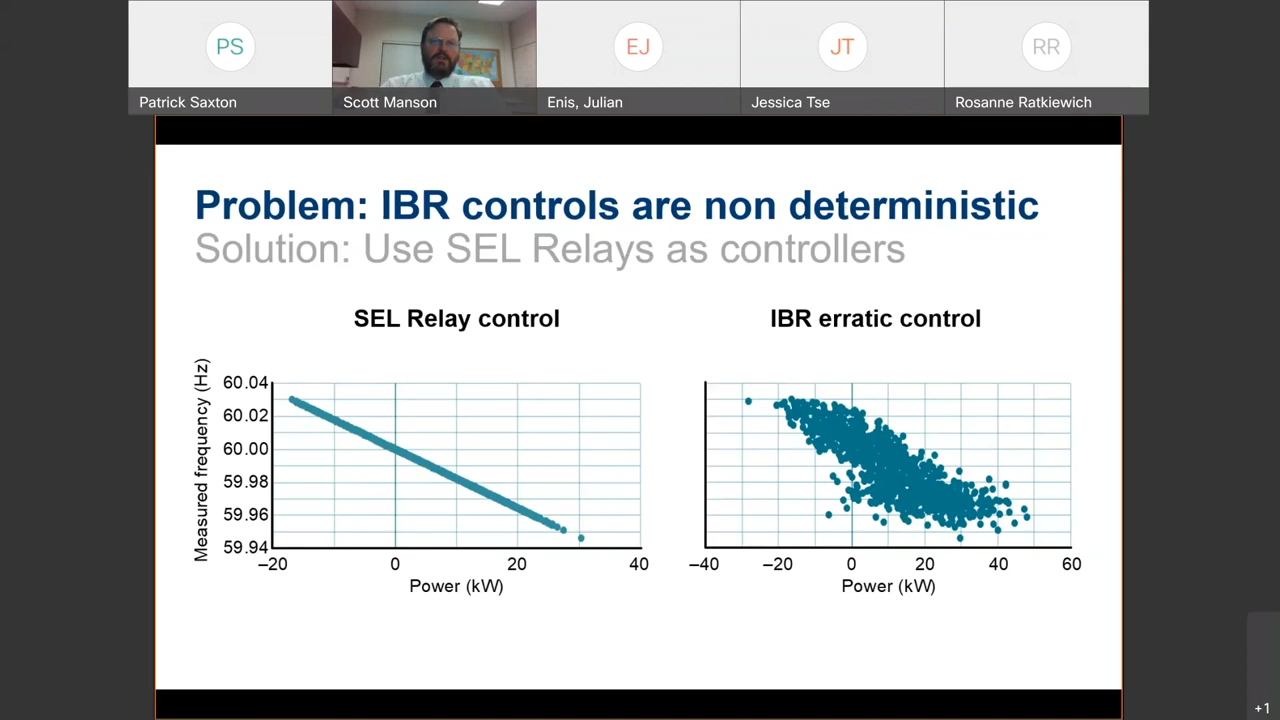 PS
EJ
JT
RR
Patrick Saxton
Scott Manson
Enis, Julian
Jessica Tse
Rosanne Ratkiewich
Problem: IBR controls are non deterministic
Solution: Use SEL Relays as controllers
SEL Relay control
Measured frequency (Hz)
60.04
60.02
60.00
59.98
59.96
59.94
–20
0
20
40
Power (kW)
IBR erratic control
–40
–20
0
20
40
60
Power (kW)
+1